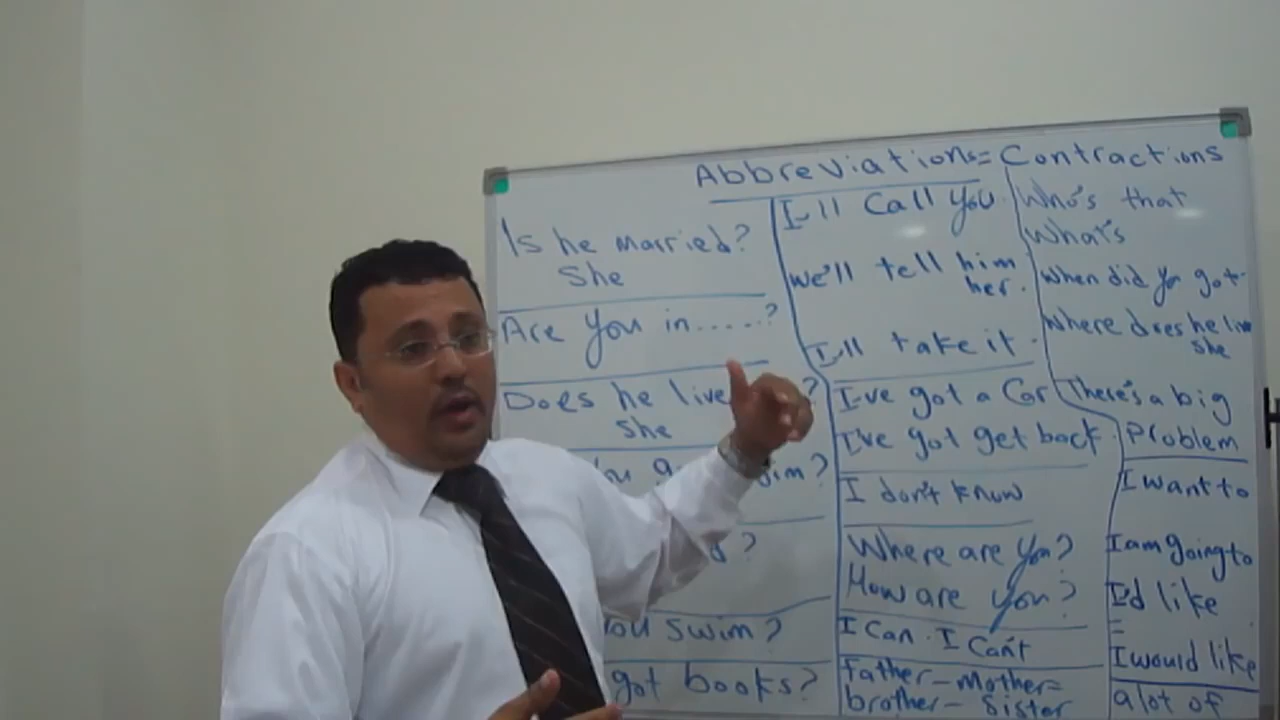 Abbreviations = Contractions
Is he married?
She
Are you in......?
Does he live ?
She
?
?
you swim?
got books?
I'll Call you.
we'll tell him
her.
I'll take it.
I've got a Car
I've got get back.
I don't know
Where are you?
How are you?
I Can. I Can't
father - Mother =
brother - Sister
Who's that
What's
When did you got
Where does he live
she
There's a big
Problem
I want to
I am going to
I'd like
=
I would like
a lot of